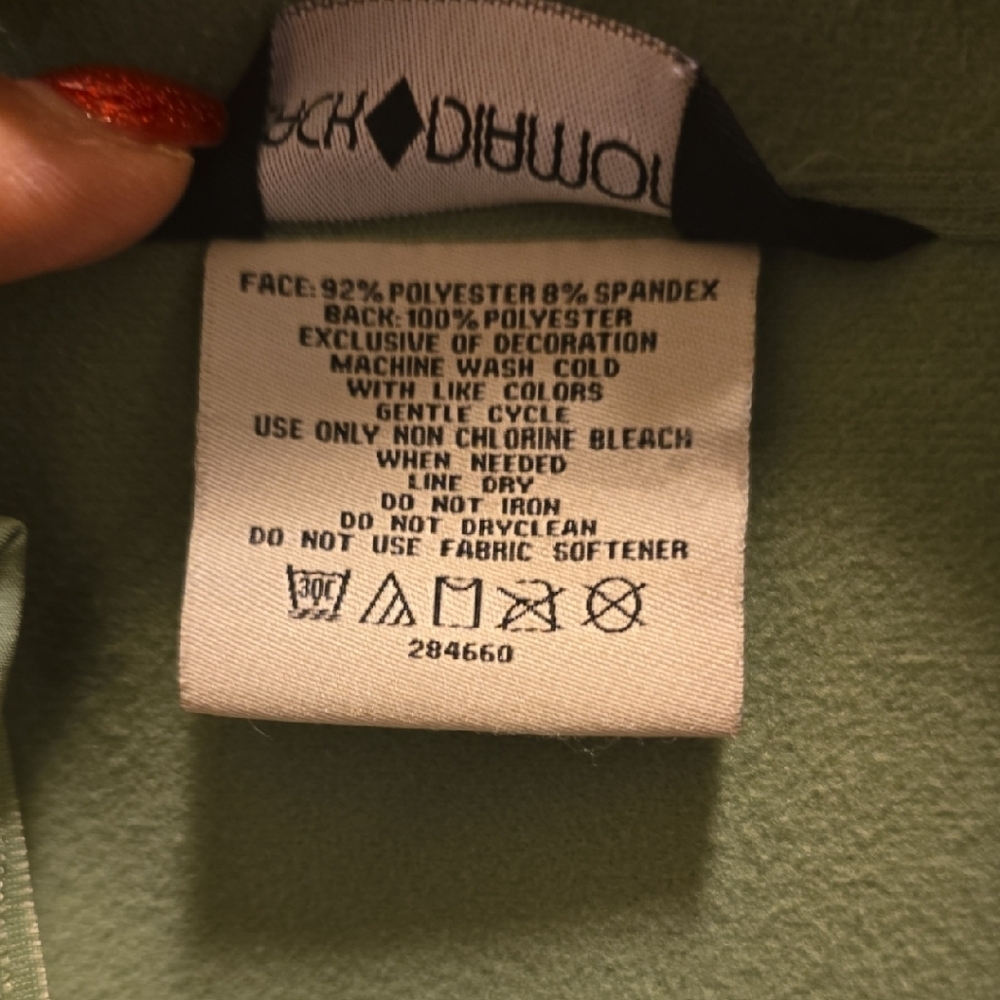 ACK DIAMON
FACE: 92% POLYESTER 8% SPANDEX
BACK: 100% POLYESTER
EXCLUSIVE OF DECORATION
MACHINE WASH COLD
WITH LIKE COLORS
GENTLE CYCLE
USE ONLY NON CHLORINE BLEACH
WHEN NEEDED
LINE DRY
DO NOT IRON
DO NOT DRYCLEAN
DO NOT USE FABRIC SOFTENER
30C
284660